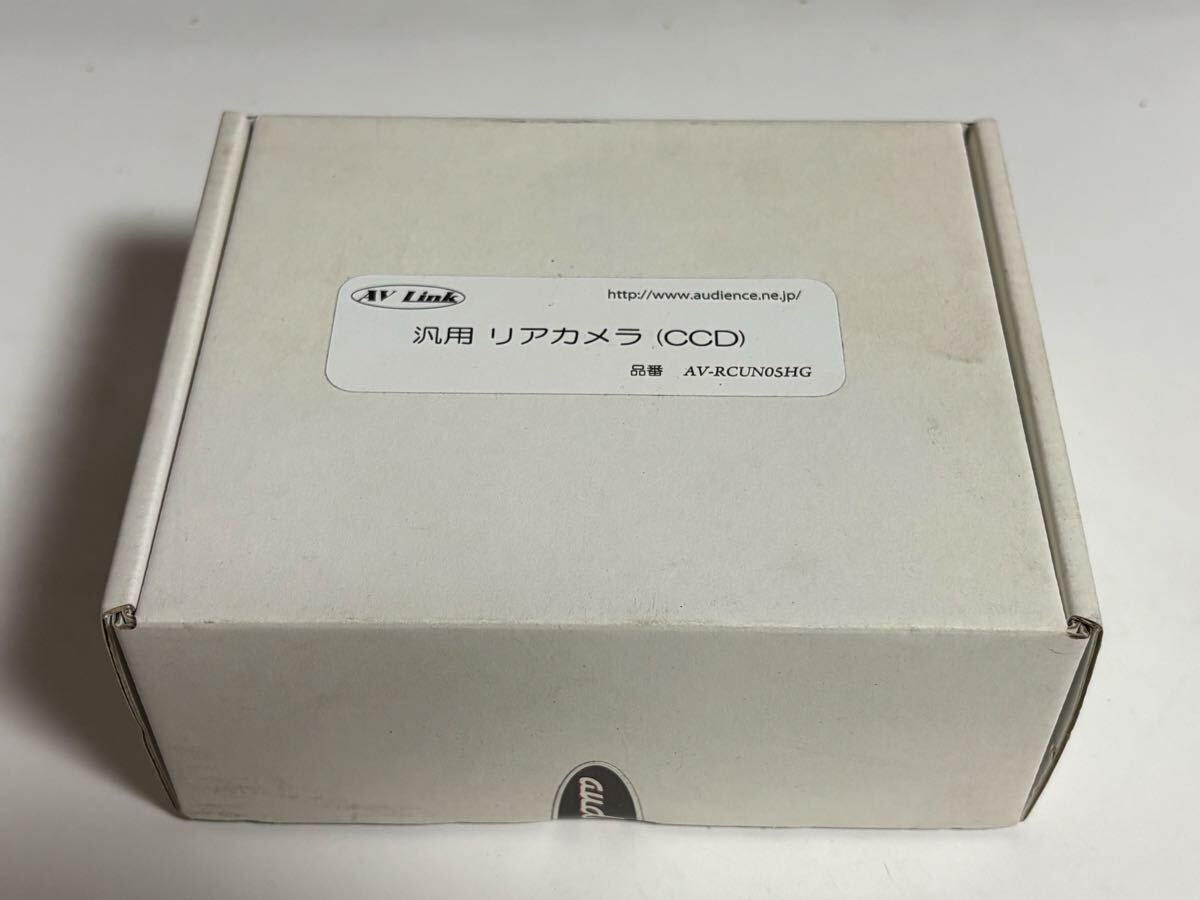 AV Link
http://www.audience.ne.jp/
汎用 リアカメラ (CCD)
品番 AV-RCUN05HG
aud